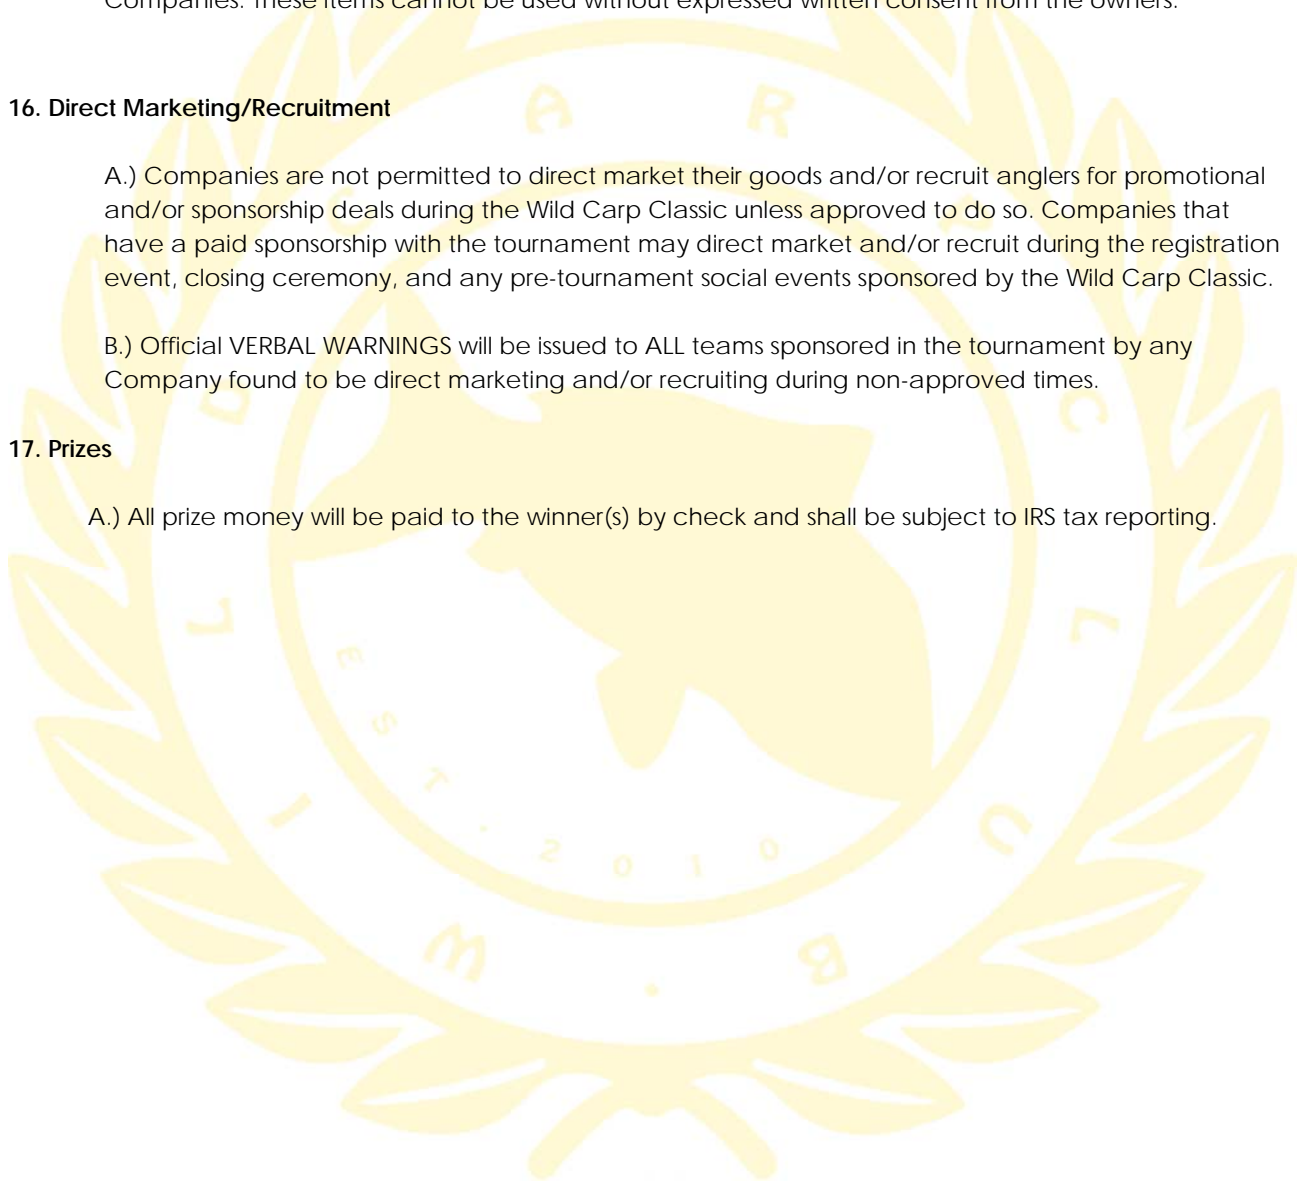 Companies. These items cannot be used without expressed written consent from the owners.
16. Direct Marketing/Recruitment
A.) Companies are not permitted to direct market their goods and/or recruit anglers for promotional
and/or sponsorship deals during the Wild Carp Classic unless approved to do so. Companies that
have a paid sponsorship with the tournament may direct market and/or recruit during the registration
event, closing ceremony, and any pre-tournament social events sponsored by the Wild Carp Classic.
B.) Official VERBAL WARNINGS will be issued to ALL teams sponsored in the tournament by any
Company found to be direct marketing and/or recruiting during non-approved times.
17. Prizes
A.) All prize money will be paid to the winner(s) by check and shall be subject to IRS tax reporting.
WILD CARP CLUB
EST. 2010